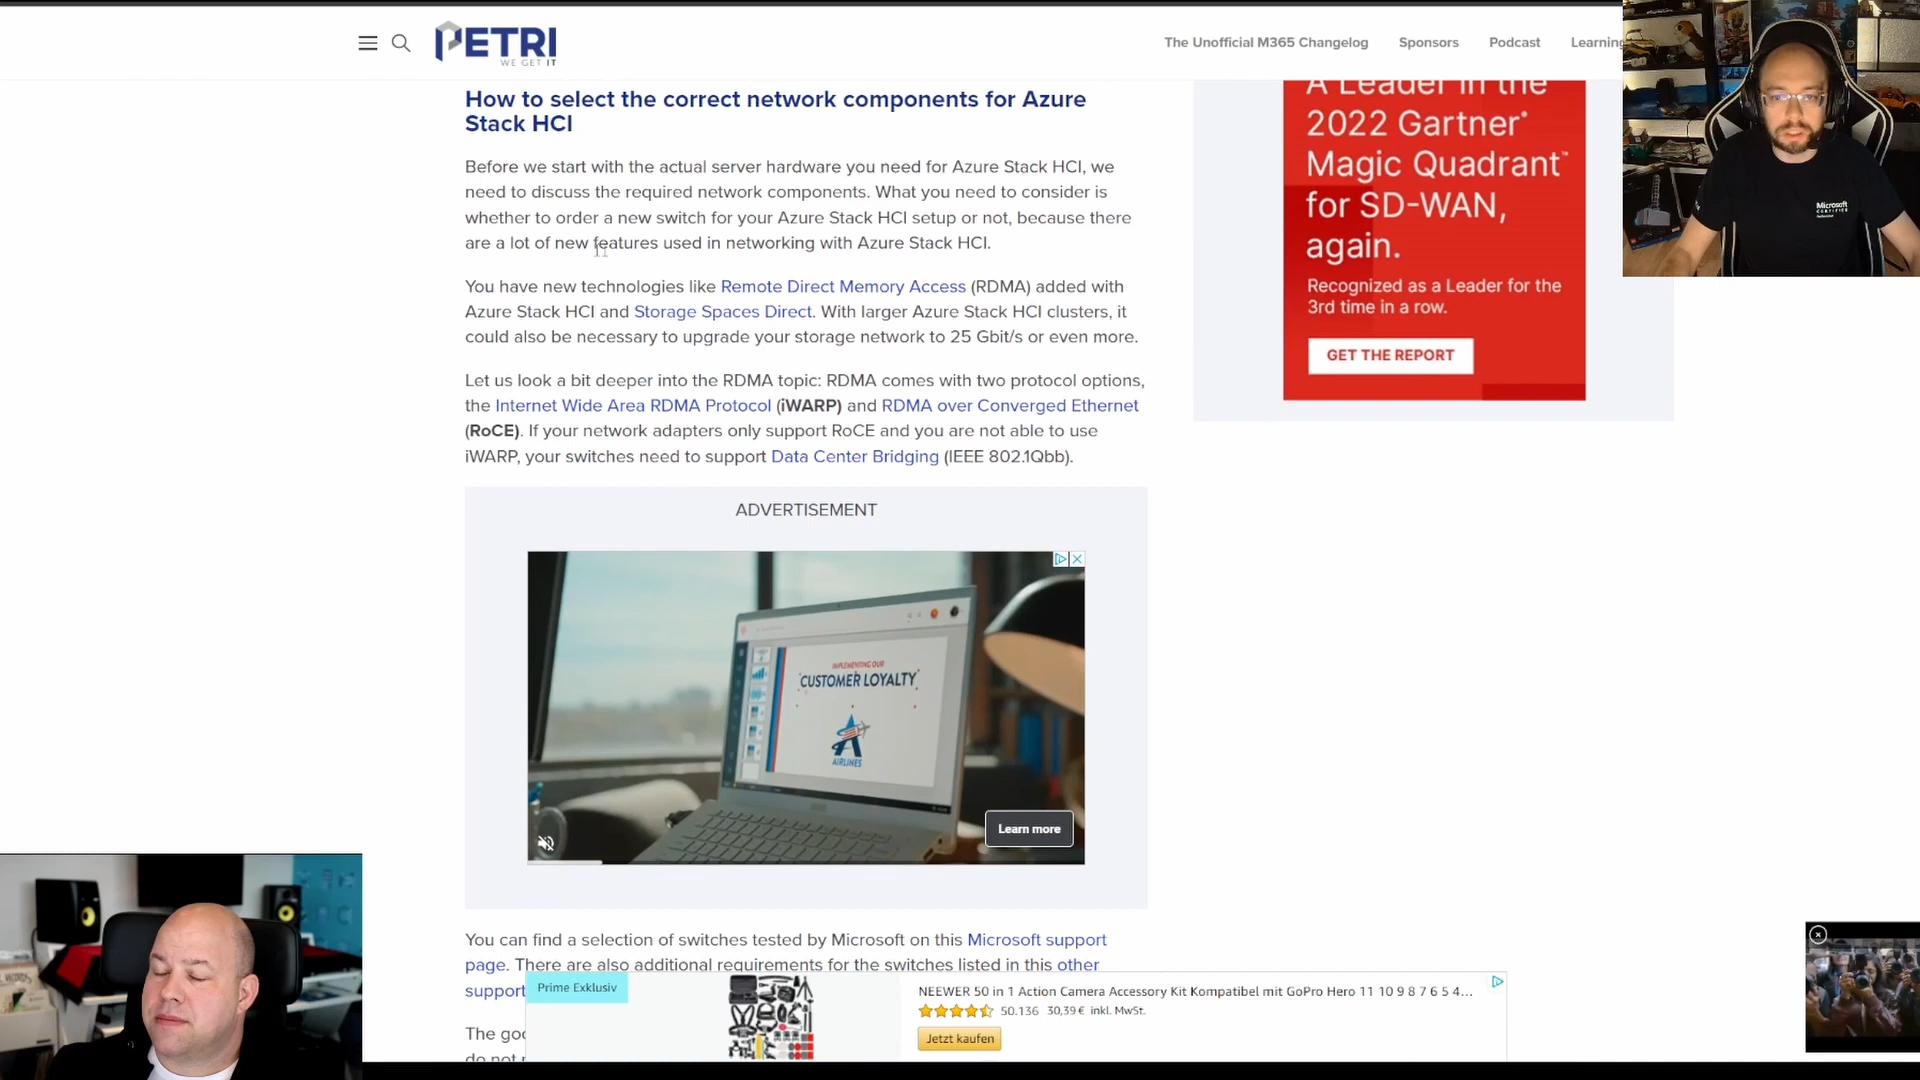 PETRI
WE GET IT
The Unofficial M365 Changelog
Sponsors
Podcast
Learning
How to select the correct network components for Azure
Stack HCI
Before we start with the actual server hardware you need for Azure Stack HCI, we
need to discuss the required network components. What you need to consider is
whether to order a new switch for your Azure Stack HCI setup or not, because there
are a lot of new features used in networking with Azure Stack HCI.
You have new technologies like Remote Direct Memory Access (RDMA) added with
Azure Stack HCI and Storage Spaces Direct. With larger Azure Stack HCI clusters, it
could also be necessary to upgrade your storage network to 25 Gbit/s or even more.
Let us look a bit deeper into the RDMA topic: RDMA comes with two protocol options,
the Internet Wide Area RDMA Protocol (iWARP) and RDMA over Converged Ethernet
(RoCE). If your network adapters only support RoCE and you are not able to use
iWARP, your switches need to support Data Center Bridging (IEEE 802.1Qbb).
ADVERTISEMENT
IMPLEMENTING OUR
CUSTOMER LOYALTY
AIRLINES
Learn more
You can find a selection of switches tested by Microsoft on this Microsoft support
page. There are also additional requirements for the switches listed in this other
support
The
do not
Prime Exklusiv
NEEWER 50 in 1 Action Camera Accessory Kit Kompatibel mit GoPro Hero 11 10 9 8 7 6 5 4...
50.136 30,39 € inkl. MwSt.
Jetzt kaufen
A Leader in the
2022 Gartner®
Magic Quadrant™
for SD-WAN,
again.
Recognized as a Leader for the
3rd time in a row.
GET THE REPORT
Microsoft
CERTIFIED